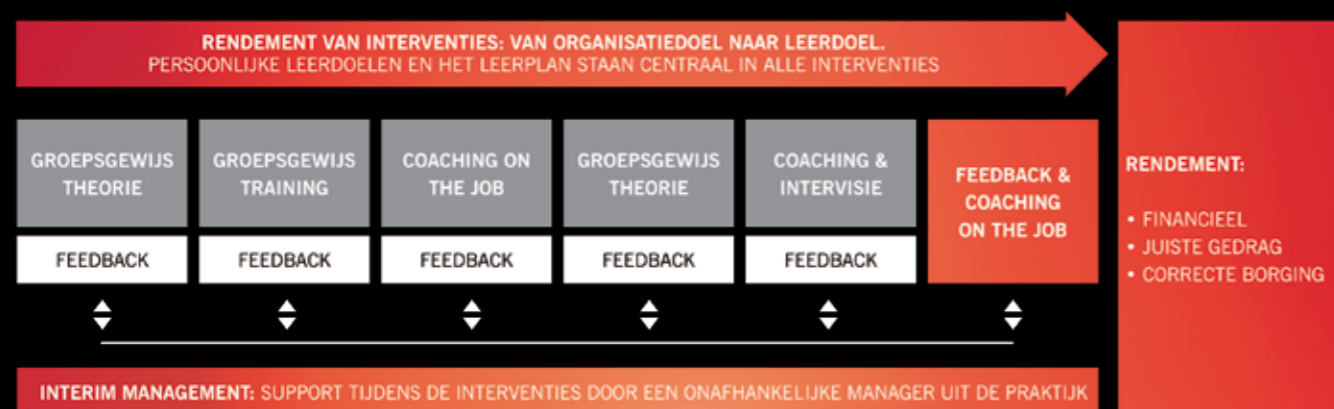 RENDEMENT VAN INTERVENTIES: VAN ORGANISATIEDOEL NAAR LEERDOEL.
PERSOONLIJKE LEERDOELEN EN HET LEERPLAN STAAN CENTRAAL IN ALLE INTERVENTIES
GROEPSGEWIJS
THEORIE
FEEDBACK
GROEPSGEWIJS
TRAINING
FEEDBACK
COACHING ON
THE JOB
FEEDBACK
GROEPSGEWIJS
THEORIE
FEEDBACK
COACHING &
INTERVISIE
FEEDBACK
FEEDBACK &
COACHING
ON THE JOB
RENDEMENT:
• FINANCIEEL
• JUISTE GEDRAG
• CORRECTE BORGING
INTERIM MANAGEMENT: SUPPORT TIJDENS DE INTERVENTIES DOOR EEN ONAFHANKELIJKE MANAGER UIT DE PRAKTIJK